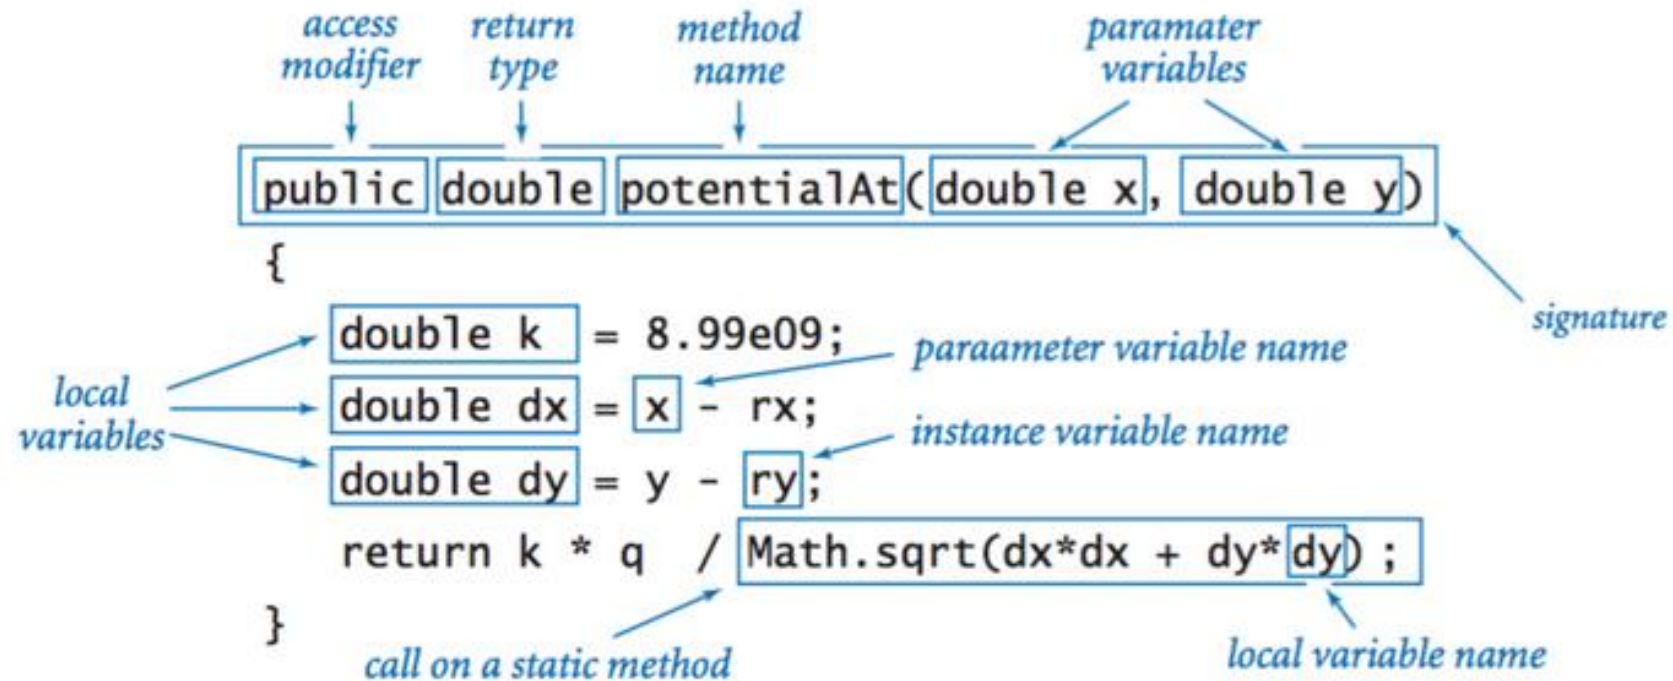 access modifier
return type
method name
paramater variables
public double potentialAt(double x, double y)
signature
{
double k = 8.99e09;
paraameter variable name
local variables
double dx = x - rx;
instance variable name
double dy = y - ry;
return k * q / Math.sqrt(dx*dx + dy*dy) ;
}
call on a static method
local variable name